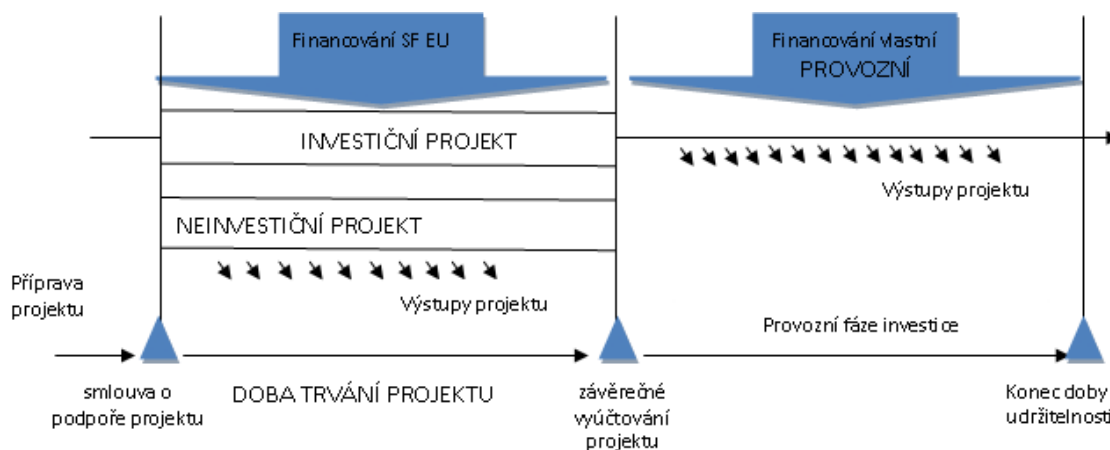 Financování SF EU
Financování vlastní
PROVOZNÍ
INVESTIČNÍ PROJEKT
Výstupy projektu
NEINVESTIČNÍ PROJEKT
Výstupy projektu
Příprava
projektu
Provozní fáze investice
smlouva o
podpoře projektu
DOBA TRVÁNÍ PROJEKTU
závěrečné
vyúčtování
projektu
Konec doby
udržitelnosti